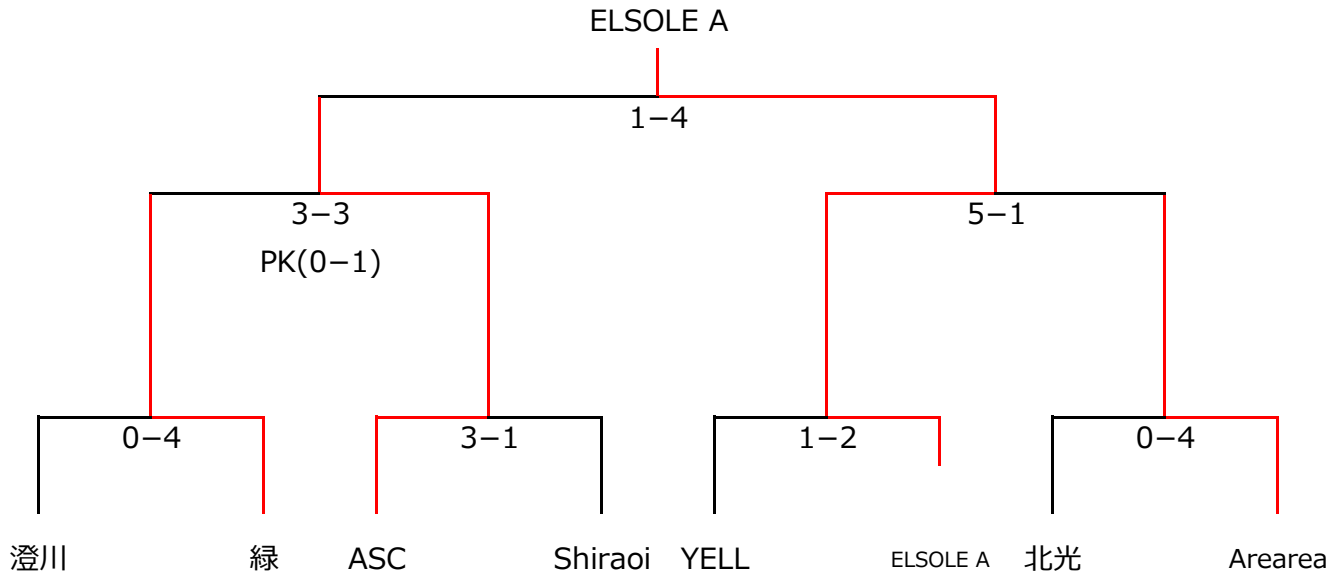 ELSOLE A
1−4
3−3
5−1
PK(0−1)
0−4
3−1
1−2
0−4
澄川
緑
ASC
Shiraoi
YELL
ELSOLE A
北光
Arearea